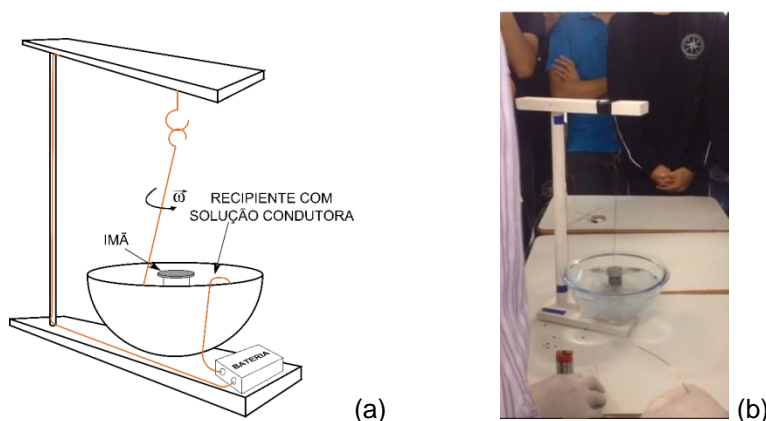 ω
RECIPIENTE COM
SOLUÇÃO CONDUTORA
IMÃ
BATERIA
(a)
(b)